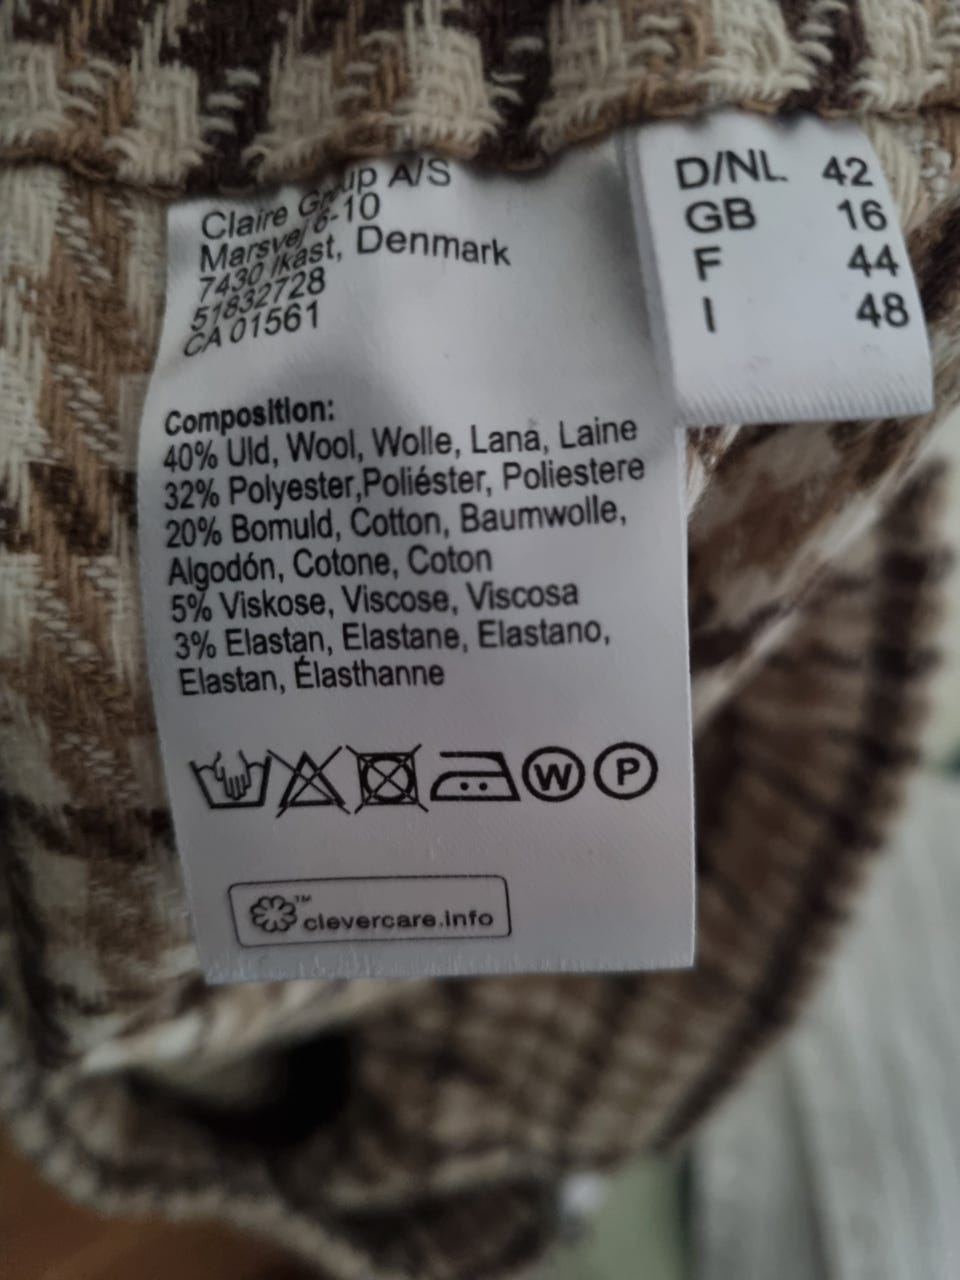 Claire Group A/S
Marsvej 6-10
7430 Ikast, Denmark
51832728
CA 01561
D/NL 42
GB 16
F 44
I 48
Composition:
40% Uld, Wool, Wolle, Lana, Laine
32% Polyester,Poliéster, Poliestere
20% Bomuld, Cotton, Baumwolle,
Algodón, Cotone, Coton
5% Viskose, Viscose, Viscosa
3% Elastan, Elastane, Elastano,
Elastan, Élasthanne
W P
™
clevercare.info